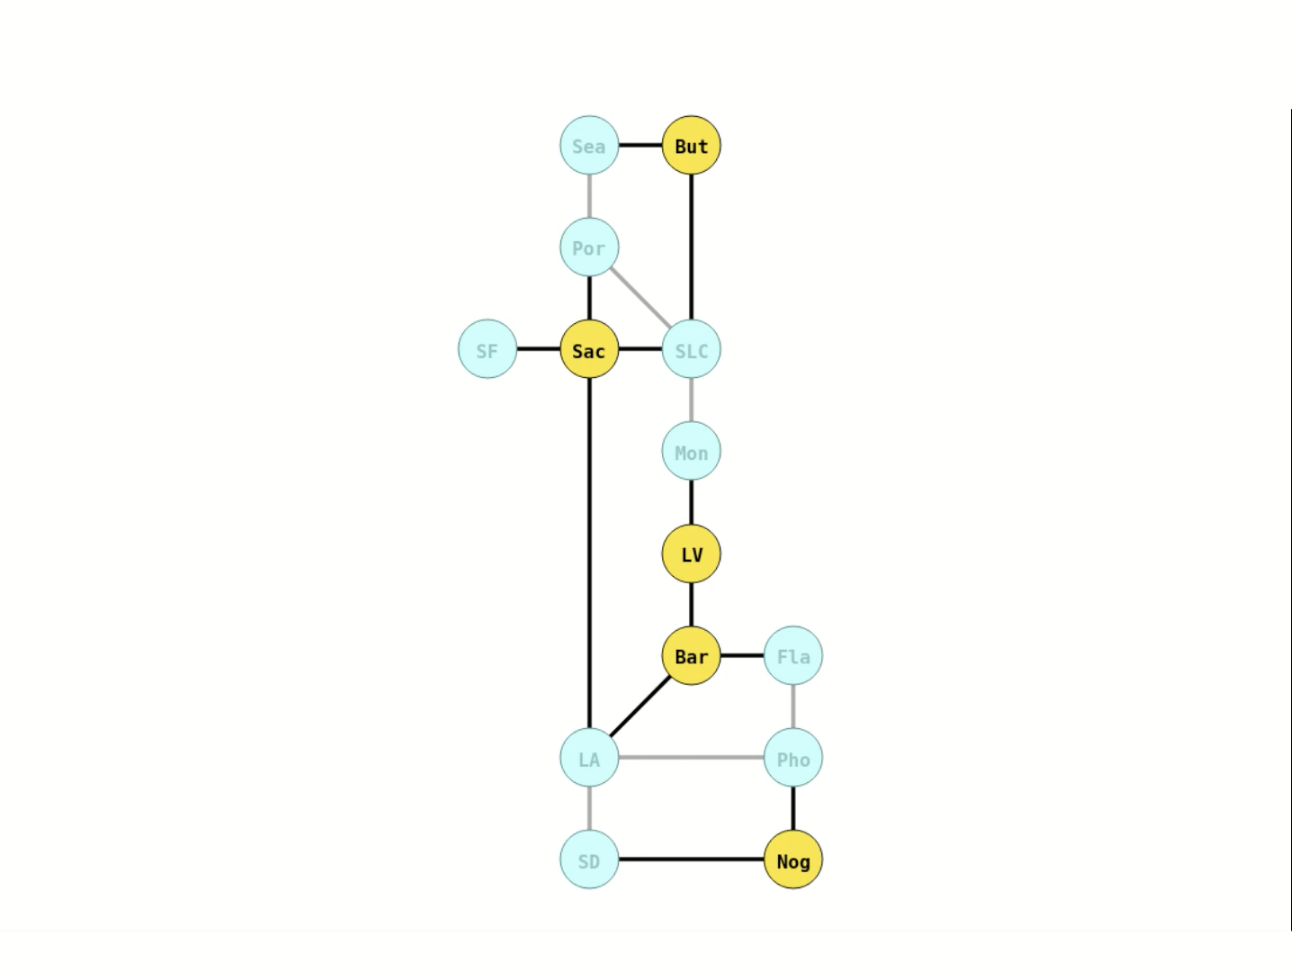 Sea
But
Por
SF
Sac
SLC
Mon
LV
Bar
Fla
LA
Pho
SD
Nog